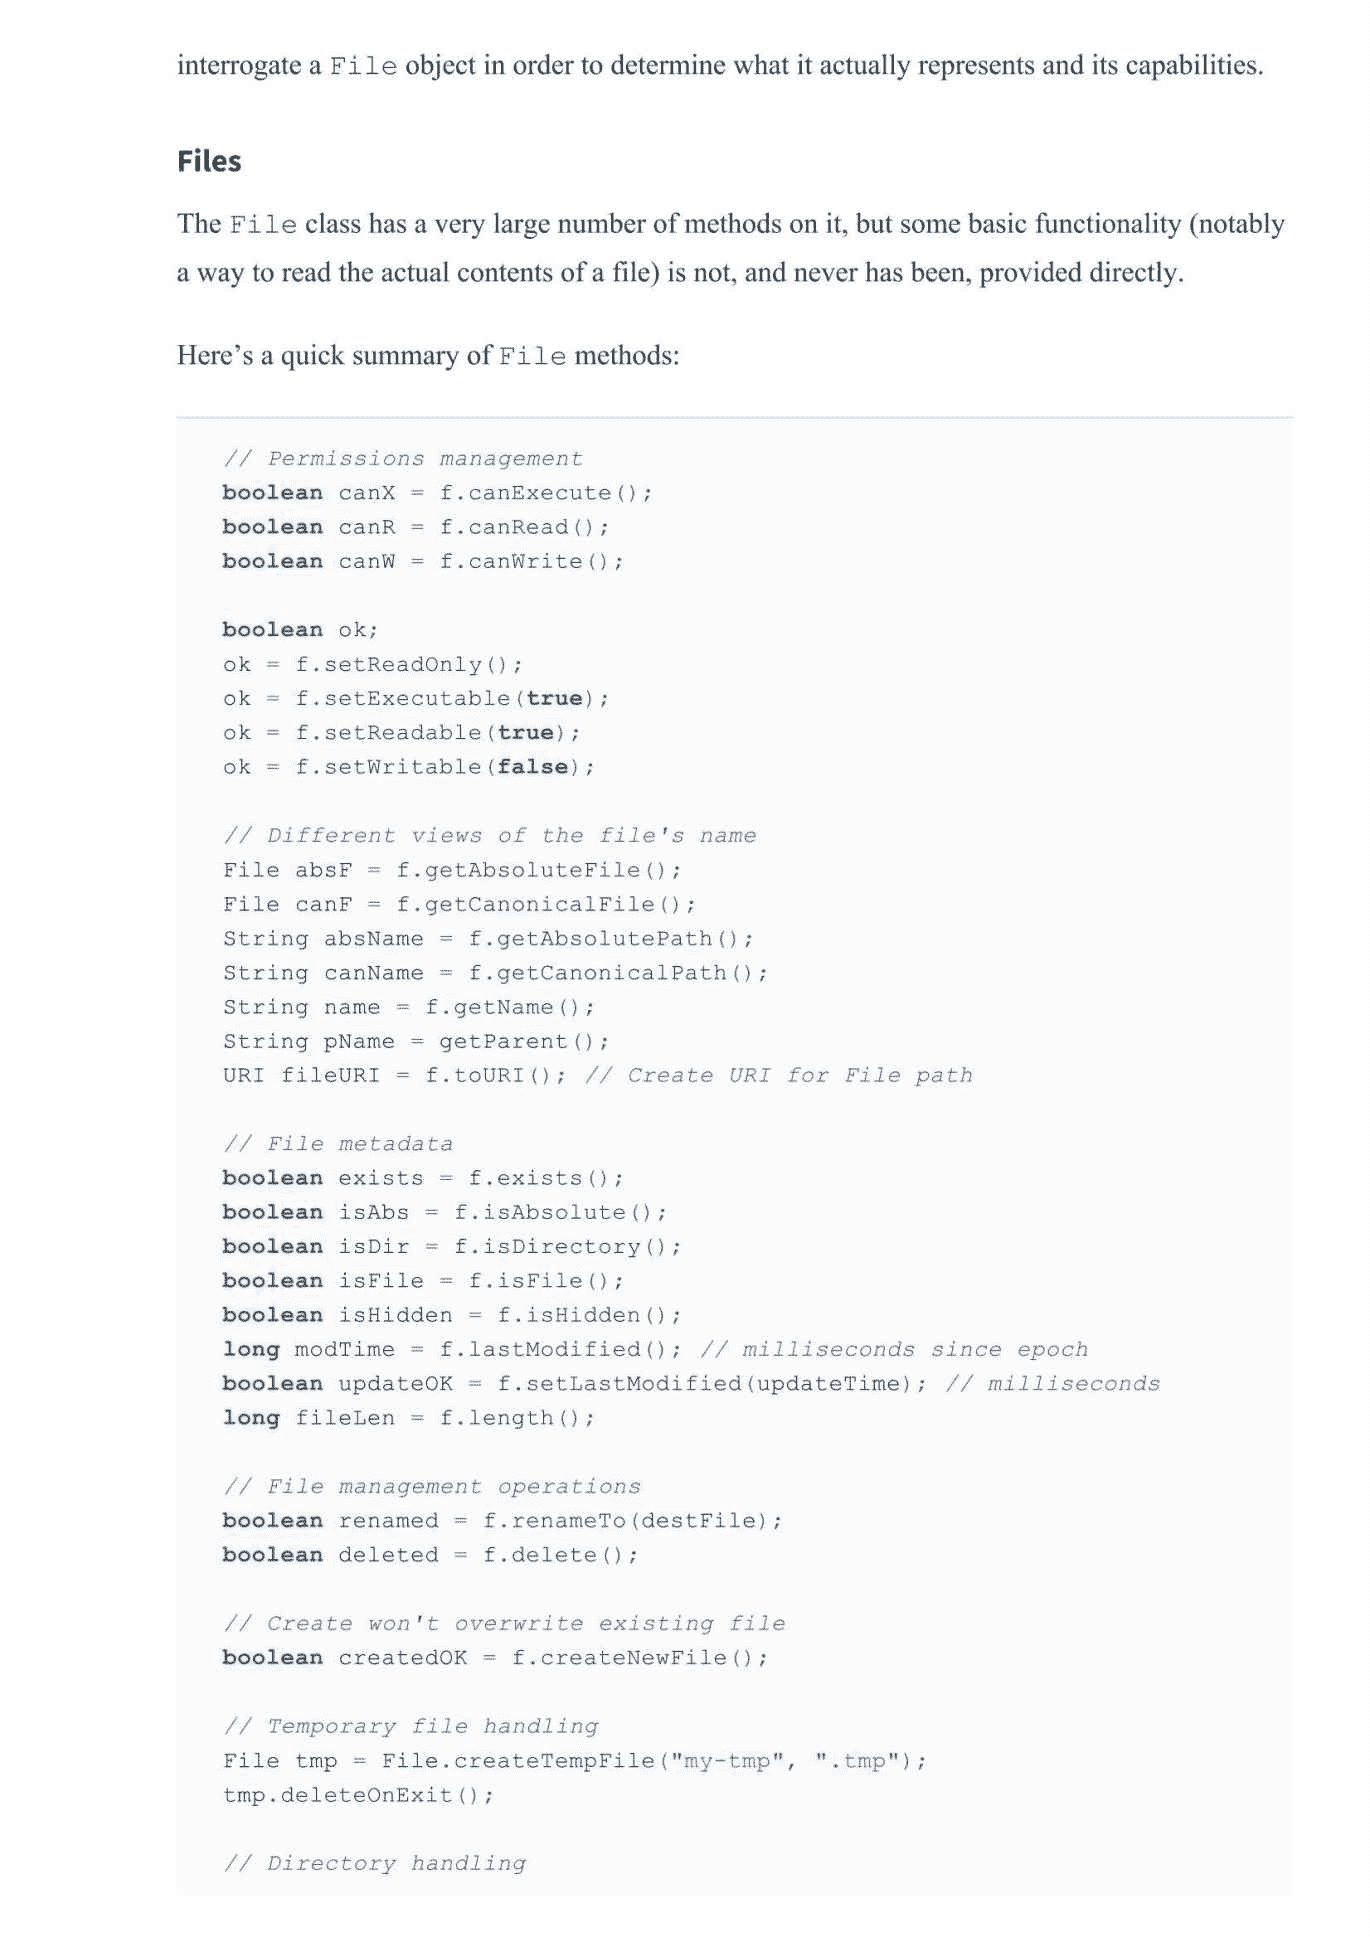 interrogate a File object in order to determine what it actually represents and its capabilities.
Files
The File class has a very large number of methods on it, but some basic functionality (notably
a way to read the actual contents of a file) is not, and never has been, provided directly.
Here’s a quick summary of File methods:
// Permissions management
boolean canX = f.canExecute();
boolean canR = f.canRead();
boolean canW = f.canWrite();
boolean ok;
ok = f.setReadOnly();
ok = f.setExecutable(true);
ok = f.setReadable(true);
ok = f.setWritable(false);
// Different views of the file's name
File absF = f.getAbsoluteFile();
File canF = f.getCanonicalFile();
String absName = f.getAbsolutePath();
String canName = f.getCanonicalPath();
String name = f.getName();
String pName = getParent();
URI fileURI = f.toURI(); // Create URI for File path
// File metadata
boolean exists = f.exists();
boolean isAbs = f.isAbsolute();
boolean isDir = f.isDirectory();
boolean isFile = f.isFile();
boolean isHidden = f.isHidden();
long modTime = f.lastModified(); // milliseconds since epoch
boolean updateOK = f.setLastModified(updateTime); // milliseconds
long fileLen = f.length();
// File management operations
boolean renamed = f.renameTo(destFile);
boolean deleted = f.delete();
// Create won't overwrite existing file
boolean createdOK = f.createNewFile();
// Temporary file handling
File tmp = File.createTempFile("my-tmp", ".tmp");
tmp.deleteOnExit();
// Directory handling